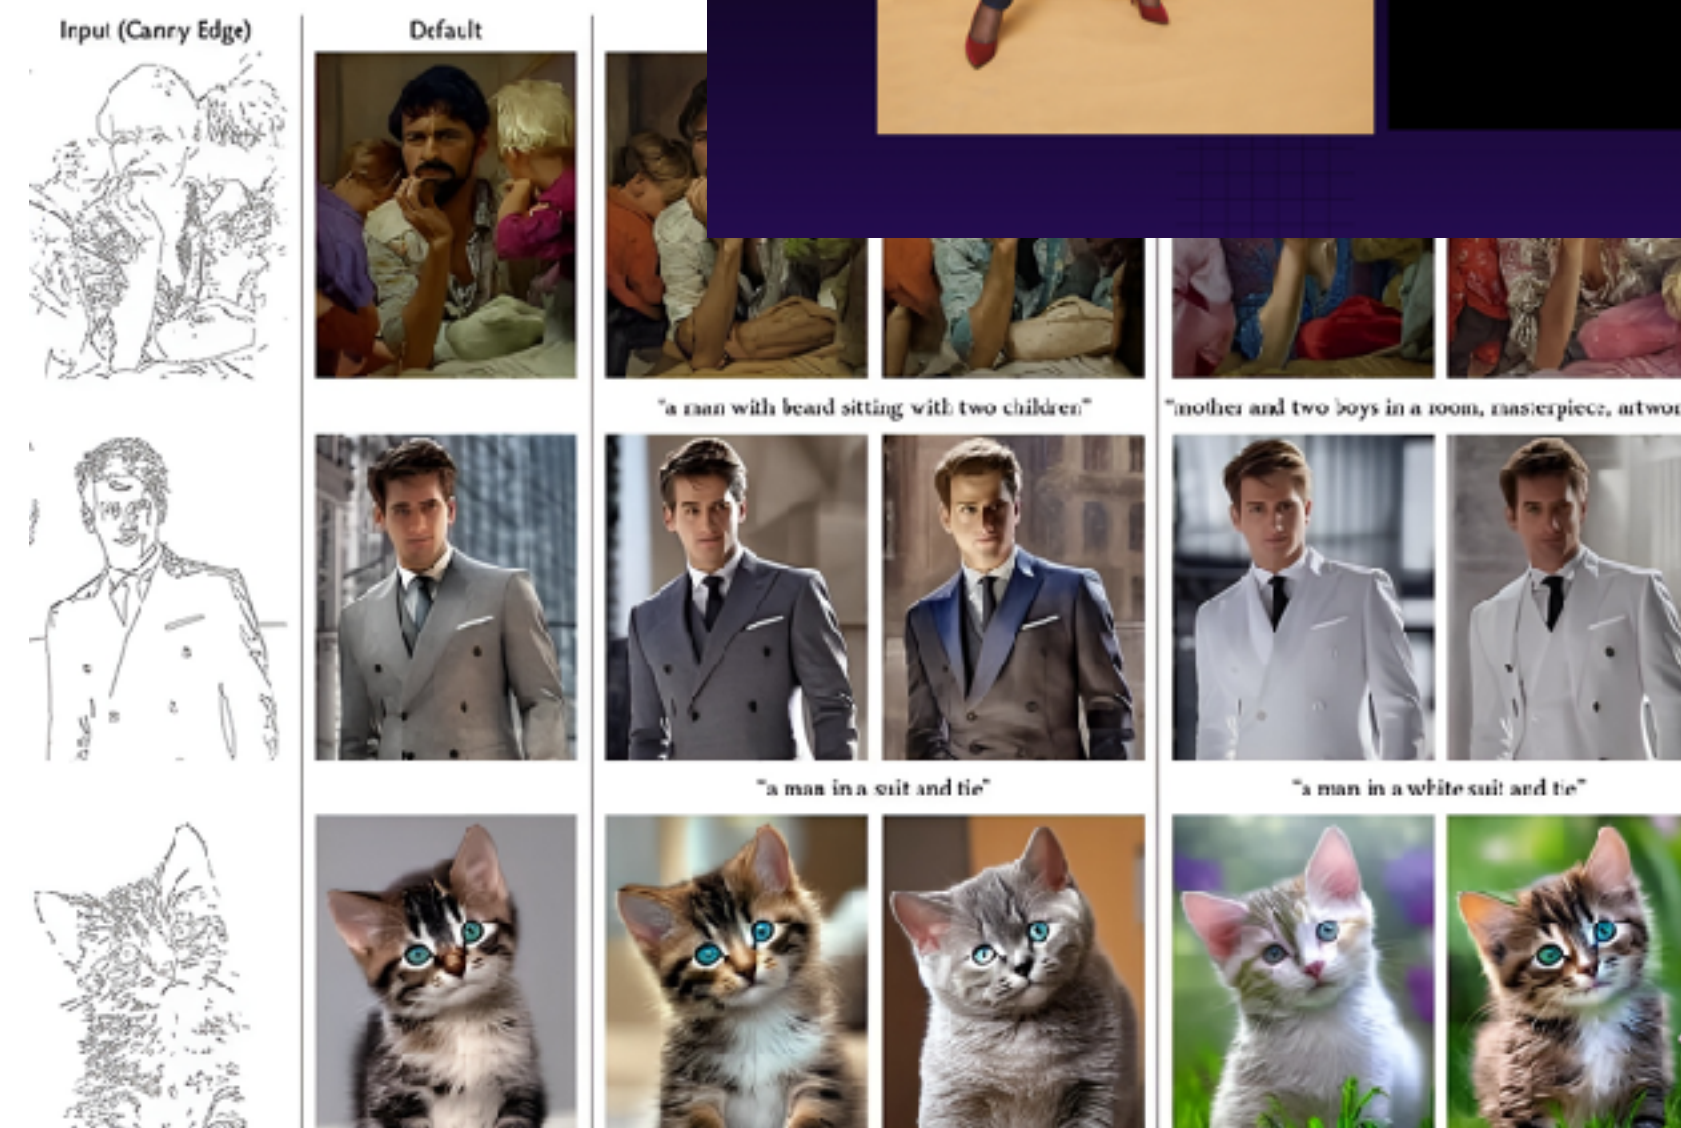 Input (Canny Edge)
Default
"a man with beard sitting with two children"
"mother and two boys in a room, masterpiece, artwor
"a man in a suit and tie"
"a man in a white suit and tie"